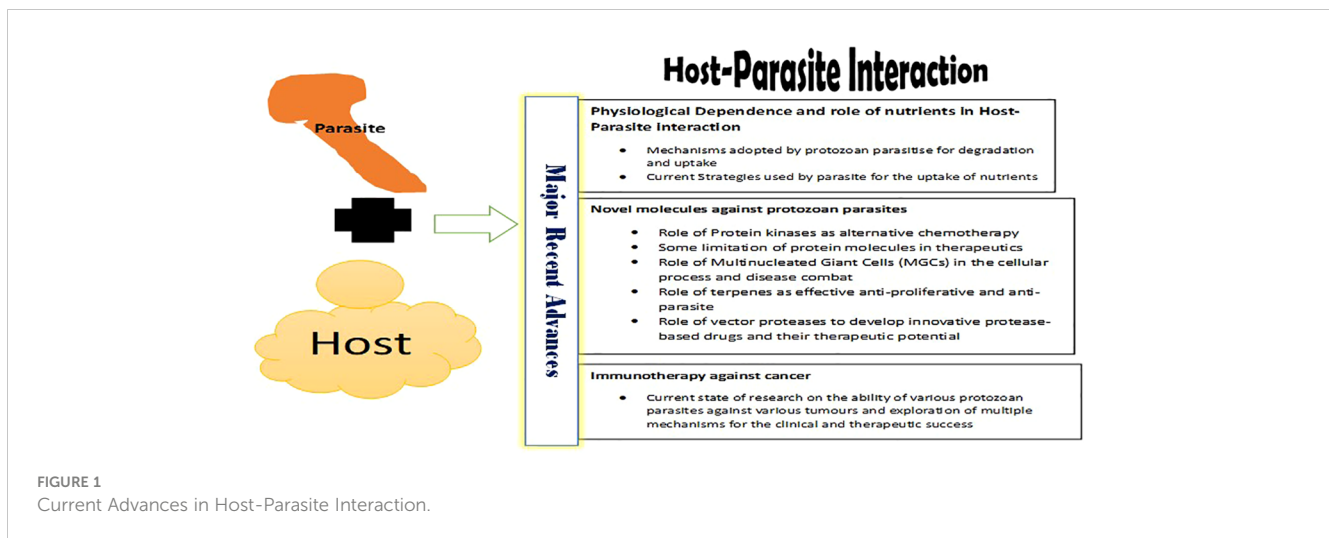 Host-Parasite Interaction
Parasite
Host
Major Recent Advances
Physiological Dependence and role of nutrients in Host-
Parasite Interaction
• Mechanisms adopted by protozoan parasitise for degradation
and uptake
• Current Strategies used by parasite for the uptake of nutrients
Novel molecules against protozoan parasites
• Role of Protein kinases as alternative chemotherapy
• Some limitation of protein molecules in therapeutics
• Role of Multinucleated Giant Cells (MGCs) in the cellular
process and disease combat
• Role of terpenes as effective anti-proliferative and anti-
parasite
• Role of vector proteases to develop innovative protease-
based drugs and their therapeutic potential
Immunotherapy against cancer
• Current state of research on the ability of various protozoan
parasites against various tumours and exploration of multiple
mechanisms for the clinical and therapeutic success
FIGURE 1
Current Advances in Host-Parasite Interaction.